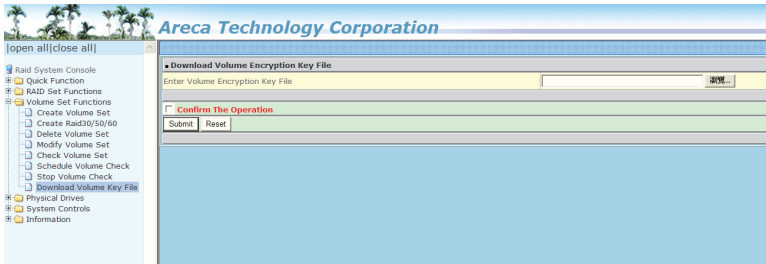 Areca Technology Corporation
|open all|close all|
Raid System Console
Quick Function
RAID Set Functions
Volume Set Functions
Create Volume Set
Create Raid30/50/60
Delete Volume Set
Modify Volume Set
Check Volume Set
Schedule Volume Check
Stop Volume Check
Download Volume Key File
Physical Drives
System Controls
Information
Download Volume Encryption Key File
Enter Volume Encryption Key File
瀏覽...
Confirm The Operation
Submit Reset